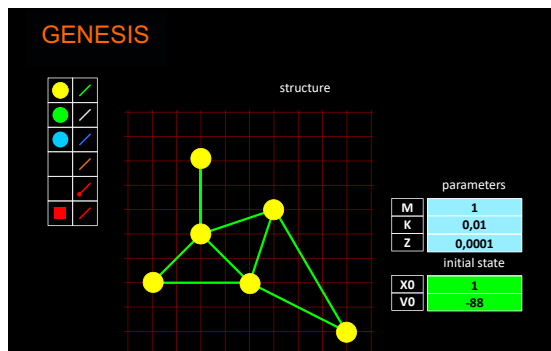 GENESIS
structure
parameters
M 1
K 0,01
Z 0,0001
initial state
X0 1
V0 -88